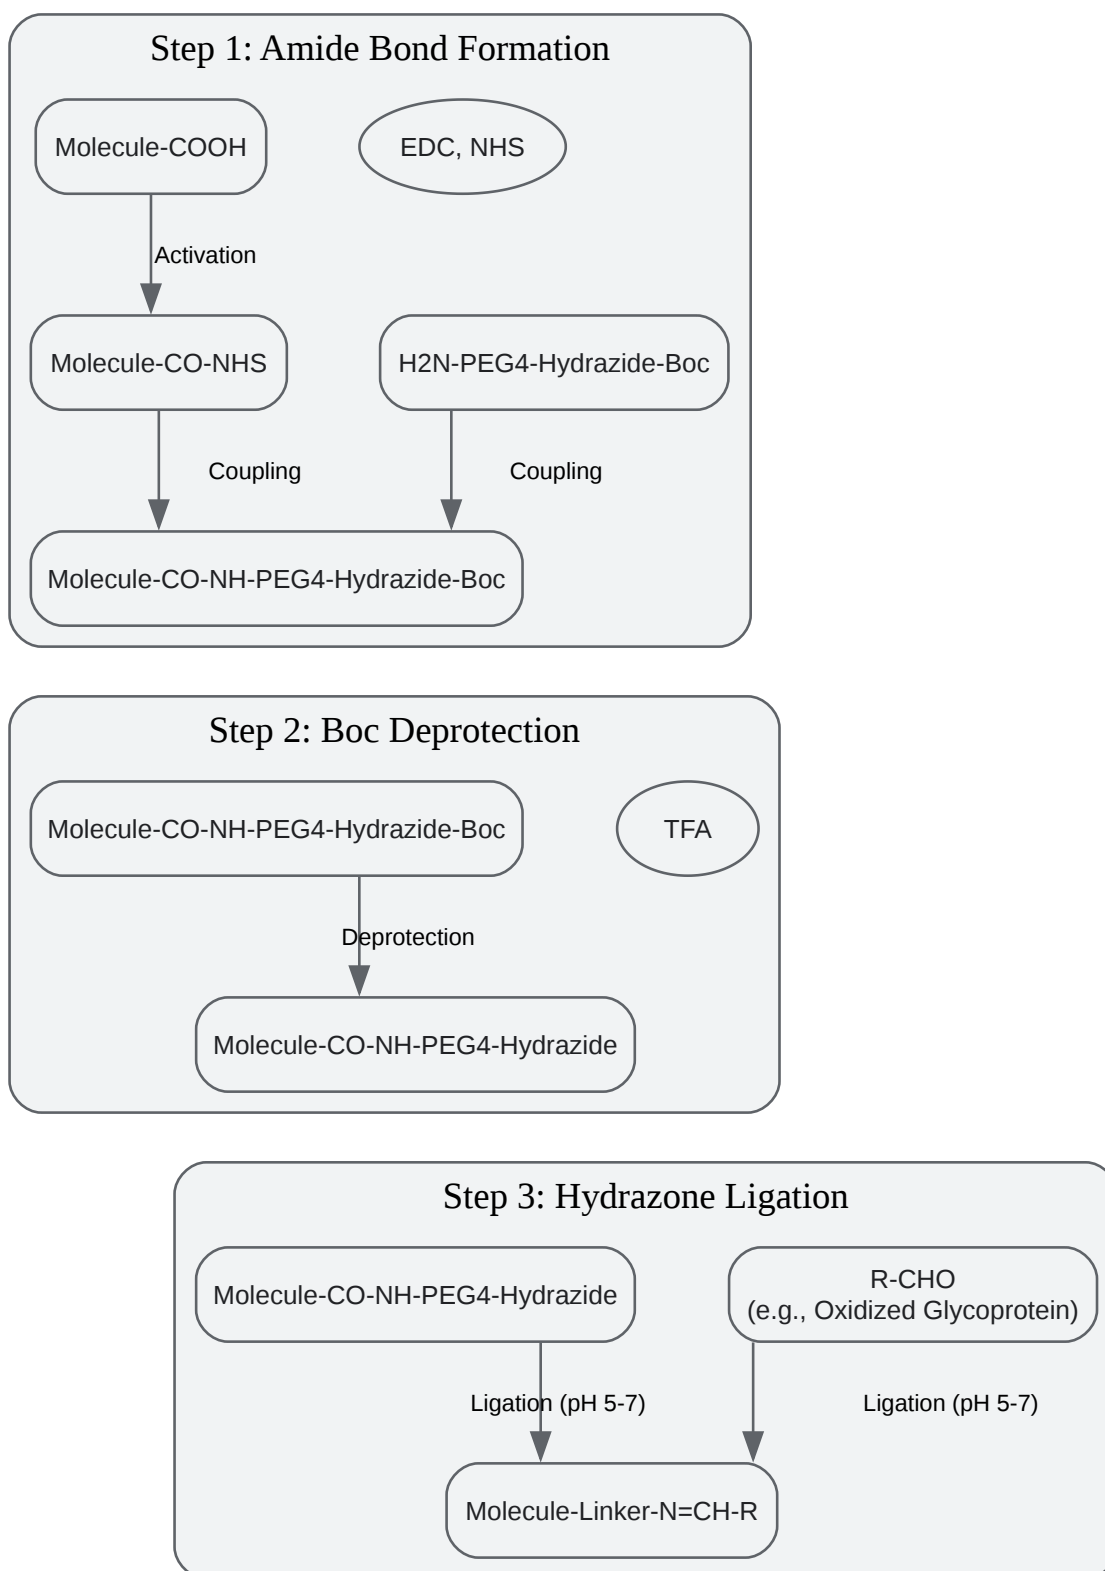 Step 1: Amide Bond Formation
Molecule-COOH
EDC, NHS
Activation
Molecule-CO-NHS
H2N-PEG4-Hydrazide-Boc
Coupling
Coupling
Molecule-CO-NH-PEG4-Hydrazide-Boc
Step 2: Boc Deprotection
Molecule-CO-NH-PEG4-Hydrazide-Boc
TFA
Deprotection
Molecule-CO-NH-PEG4-Hydrazide
Step 3: Hydrazone Ligation
Molecule-CO-NH-PEG4-Hydrazide
R-CHO
(e.g., Oxidized Glycoprotein)
Ligation (pH 5-7)
Ligation (pH 5-7)
Molecule-Linker-N=CH-R